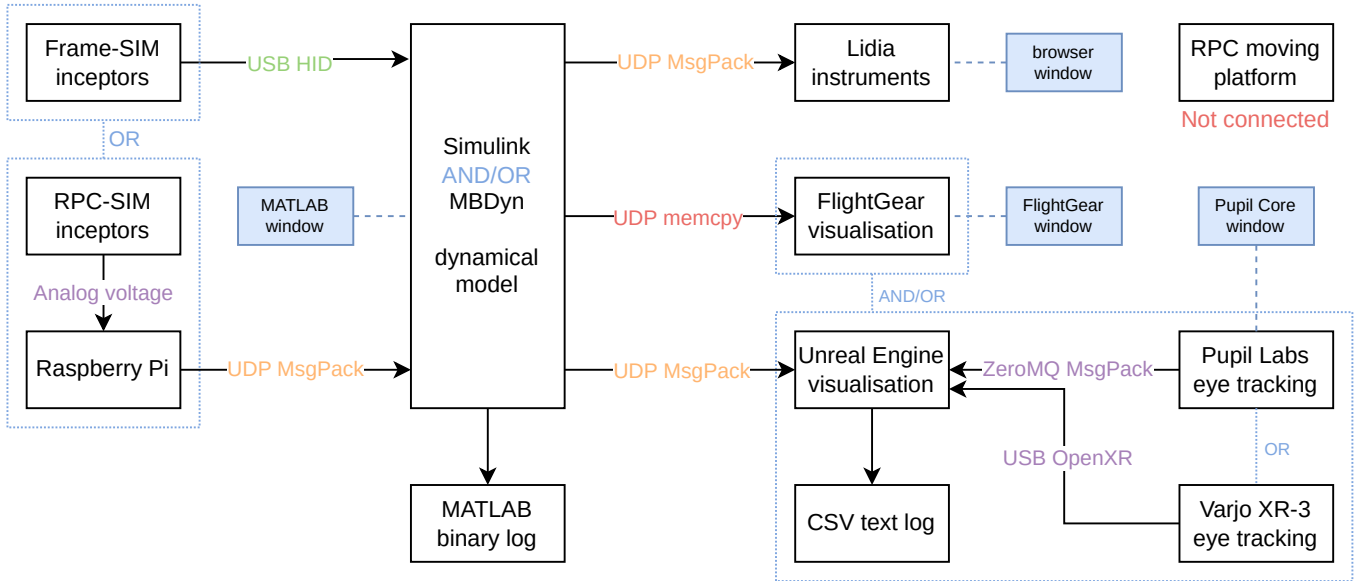 Frame-SIM
inceptors
USB HID
OR
RPC-SIM
inceptors
Analog voltage
Raspberry Pi
UDP MsgPack
MATLAB
window
Simulink
AND/OR
MBDyn
dynamical
model
MATLAB
binary log
UDP MsgPack
Lidia
instruments
browser
window
RPC moving
platform
Not connected
UDP memcpy
FlightGear
visualisation
FlightGear
window
Pupil Core
window
AND/OR
UDP MsgPack
Unreal Engine
visualisation
ZeroMQ MsgPack
Pupil Labs
eye tracking
USB OpenXR
OR
CSV text log
Varjo XR-3
eye tracking